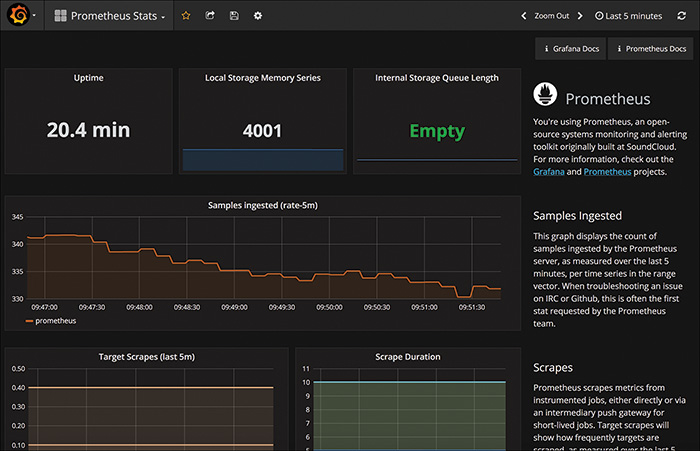 Prometheus Stats
Zoom Out
Last 5 minutes
Grafana Docs
Prometheus Docs
Uptime
20.4 min
Local Storage Memory Series
4001
Internal Storage Queue Length
Empty
Prometheus
You're using Prometheus, an open-
source systems monitoring and alerting
toolkit originally built at SoundCloud.
For more information, check out the
Grafana and Prometheus projects.
Samples ingested (rate-5m)
345
340
335
330
09:47:00 09:47:30 09:48:00 09:48:30 09:49:00 09:49:30 09:50:00 09:50:30 09:51:00 09:51:30
prometheus
Samples Ingested
This graph displays the count of
samples ingested by the Prometheus
server, as measured over the last 5
minutes, per time series in the range
vector. When troubleshooting an issue
on IRC or Github, this is often the first
stat requested by the Prometheus
team.
Target Scrapes (last 5m)
0.50
0.40
0.30
0.20
0.10
Scrape Duration
11
10
9
8
7
6
5
Scrapes
Prometheus scrapes metrics from
instrumented jobs, either directly or via
an intermediary push gateway for
short-lived jobs. Target scrapes will
show how frequently targets are
scraped, as measured over the last 5